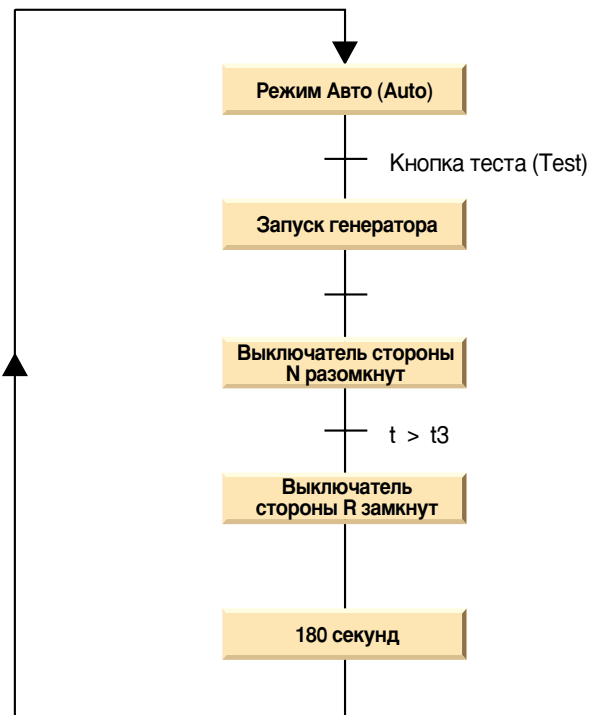 Режим Авто (Auto)
Кнопка теста (Test)
Запуск генератора
Выключатель стороны
N разомкнут
t > t3
Выключатель
стороны R замкнут
180 секунд